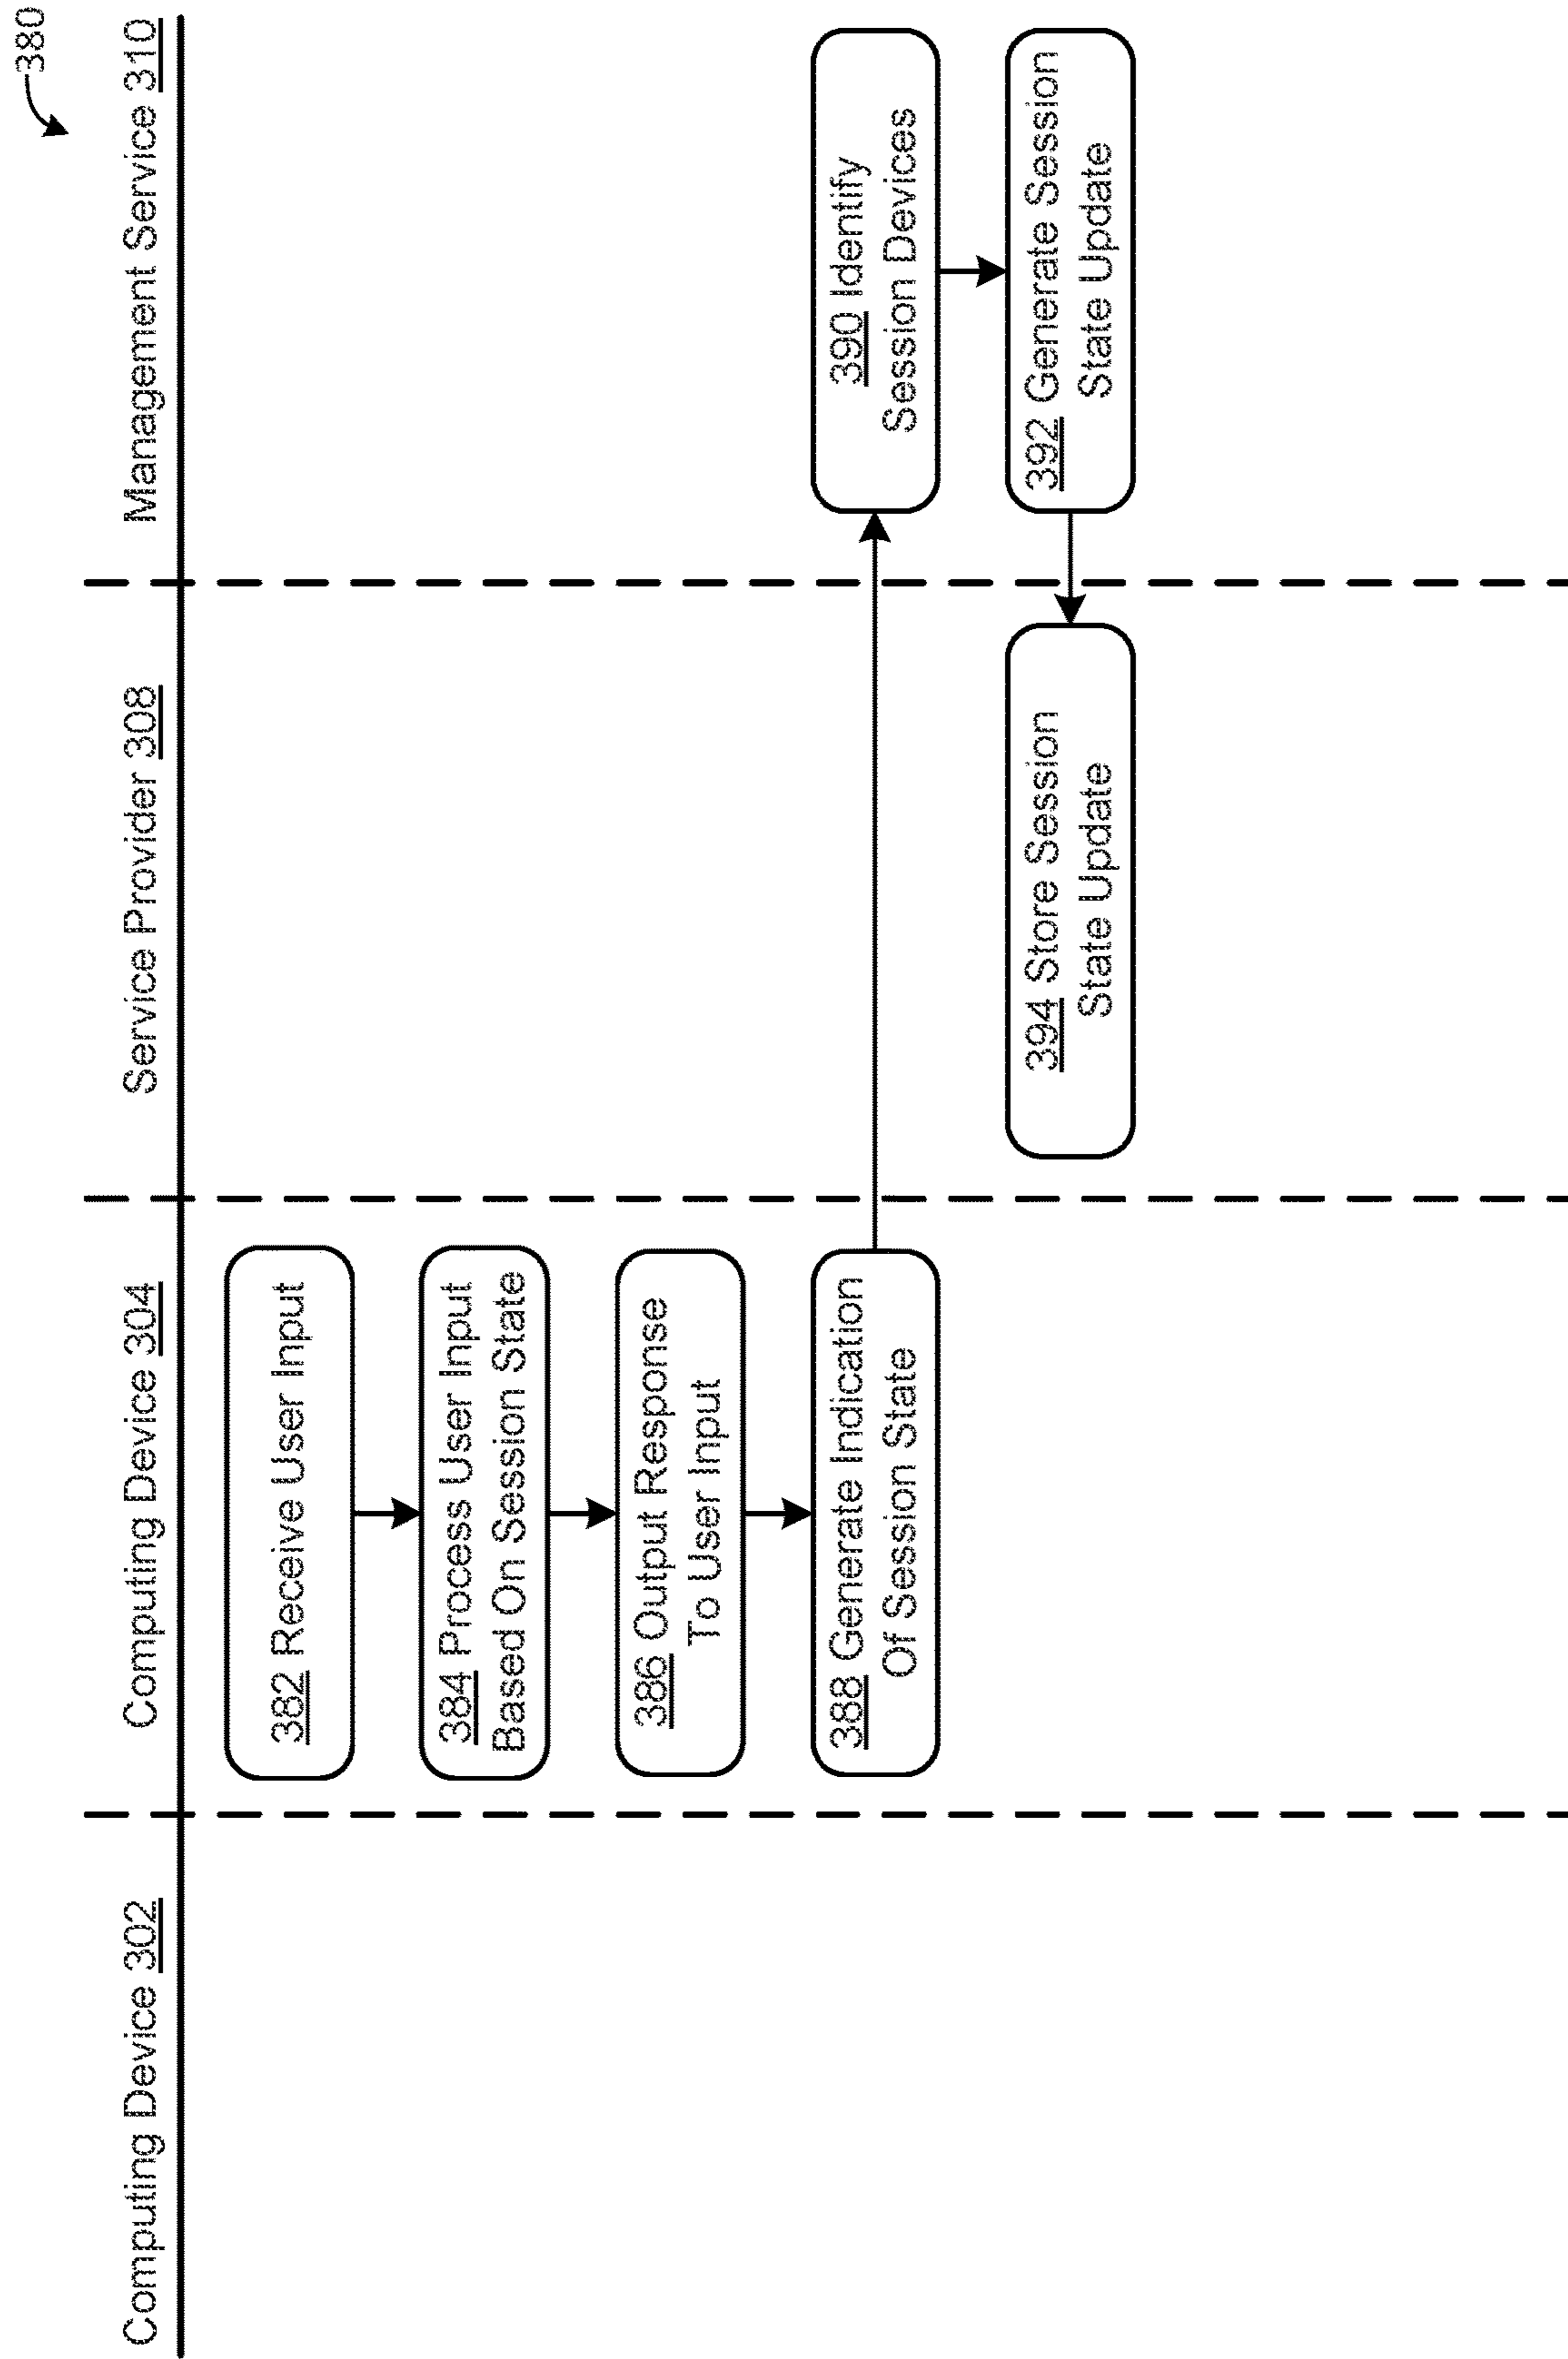 380
Computing Device 302
Computing Device 304
Service Provider 308
Management Service 310
382 Receive User Input
384 Process User Input
Based On Session State
386 Output Response
To User Input
388 Generate Indication
Of Session State
390 Identify
Session Devices
392 Generate Session
State Update
394 Store Session
State Update